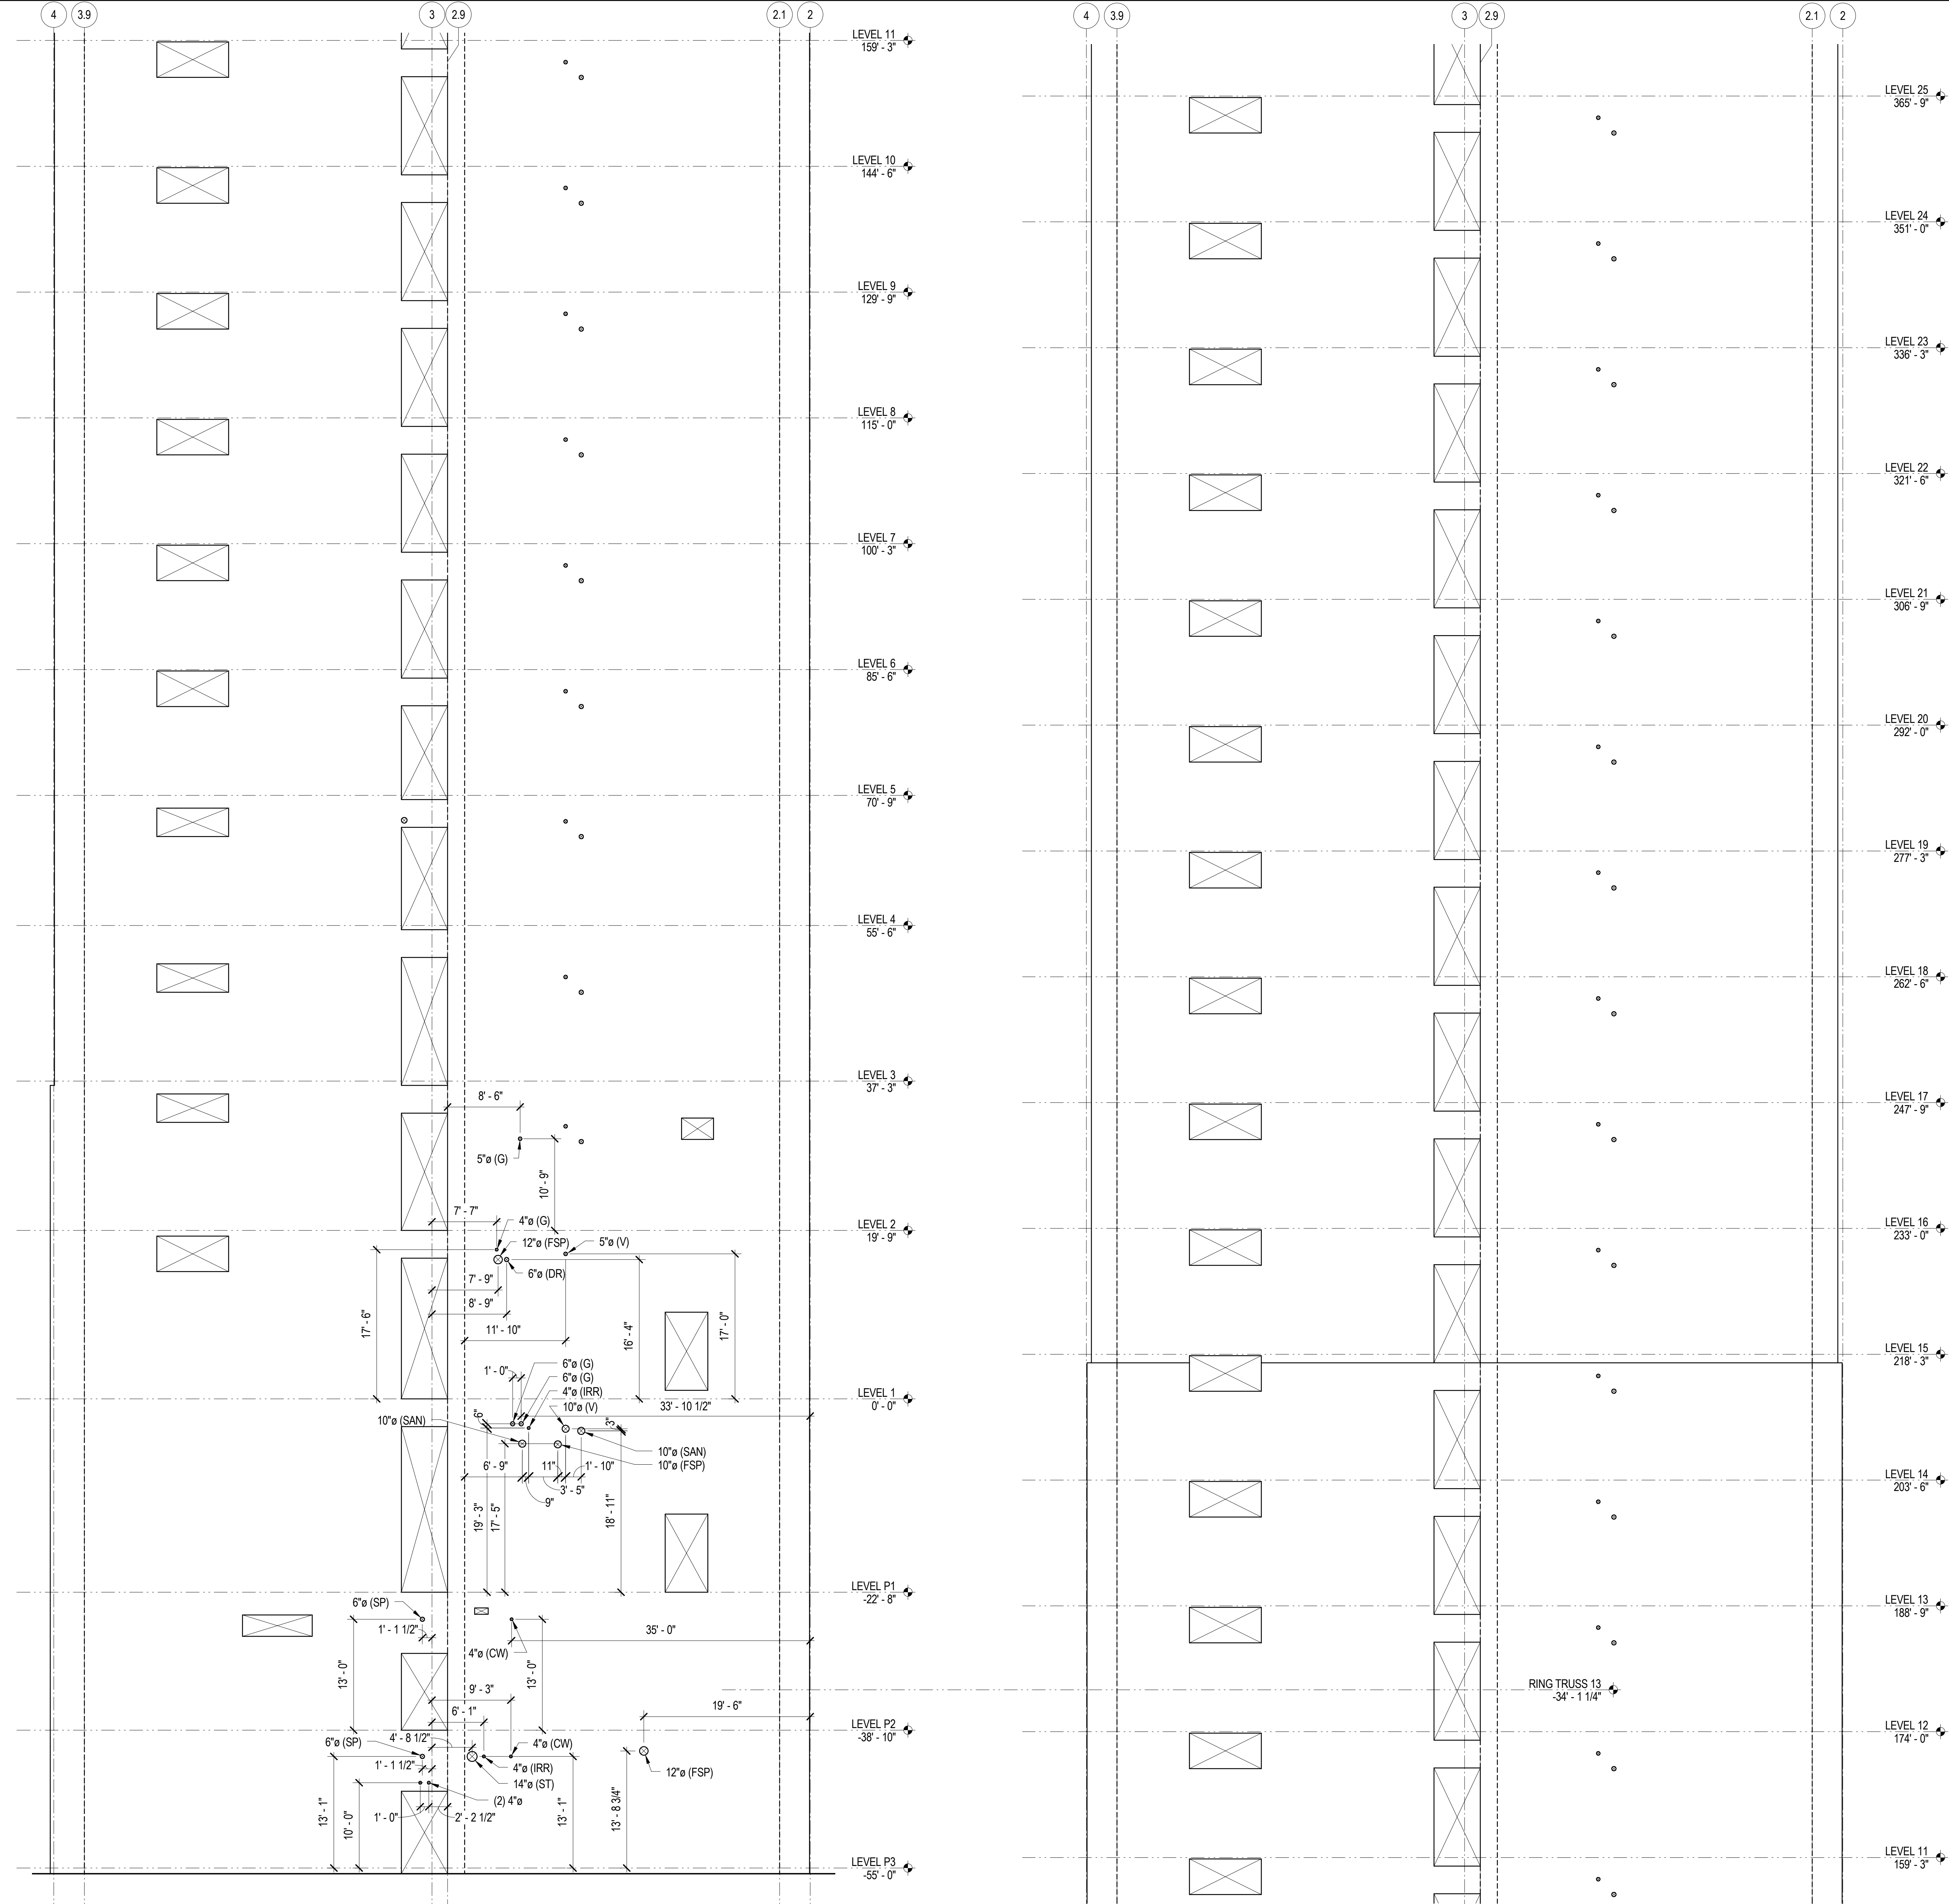 4
3.9
3
2.9
2.1
2
LEVEL 11
159' - 3"
LEVEL 10
144' - 6"
LEVEL 9
129' - 9"
LEVEL 8
115' - 0"
LEVEL 7
100' - 3"
LEVEL 6
85' - 6"
LEVEL 5
70' - 9"
LEVEL 4
55' - 6"
LEVEL 3
37' - 3"
8' - 6"
5"ø (G)
10' - 9"
LEVEL 2
19' - 9"
7' - 7"
4"ø (G)
12"ø (FSP)
5"ø (V)
6"ø (DR)
7' - 9"
8' - 9"
11' - 10"
17' - 6"
16' - 4"
17' - 0"
1' - 0"
6"ø (G)
6"ø (G)
4"ø (IRR)
10"ø (V)
LEVEL 1
0' - 0"
33' - 10 1/2"
10"ø (SAN)
6"
3"
10"ø (SAN)
10"ø (FSP)
6' - 9"
11"
1' - 10"
3' - 5"
9"
19' - 3"
17' - 5"
18' - 11"
LEVEL P1
-22' - 8"
6"ø (SP)
1' - 1 1/2"
4"ø (CW)
35' - 0"
13' - 0"
13' - 0"
9' - 3"
6' - 1"
19' - 6"
LEVEL P2
-38' - 10"
4' - 8 1/2"
6"ø (SP)
1' - 1 1/2"
4"ø (CW)
4"ø (IRR)
14"ø (ST)
(2) 4"ø
12"ø (FSP)
1' - 0"
2' - 2 1/2"
13' - 1"
10' - 0"
13' - 1"
13' - 8 3/4"
LEVEL P3
-55' - 0"
4
3.9
3
2.9
2.1
2
LEVEL 25
365' - 9"
LEVEL 24
351' - 0"
LEVEL 23
336' - 3"
LEVEL 22
321' - 6"
LEVEL 21
306' - 9"
LEVEL 20
292' - 0"
LEVEL 19
277' - 3"
LEVEL 18
262' - 6"
LEVEL 17
247' - 9"
LEVEL 16
233' - 0"
LEVEL 15
218' - 3"
LEVEL 14
203' - 6"
LEVEL 13
188' - 9"
RING TRUSS 13
-34' - 1 1/4"
LEVEL 12
174' - 0"
LEVEL 11
159' - 3"